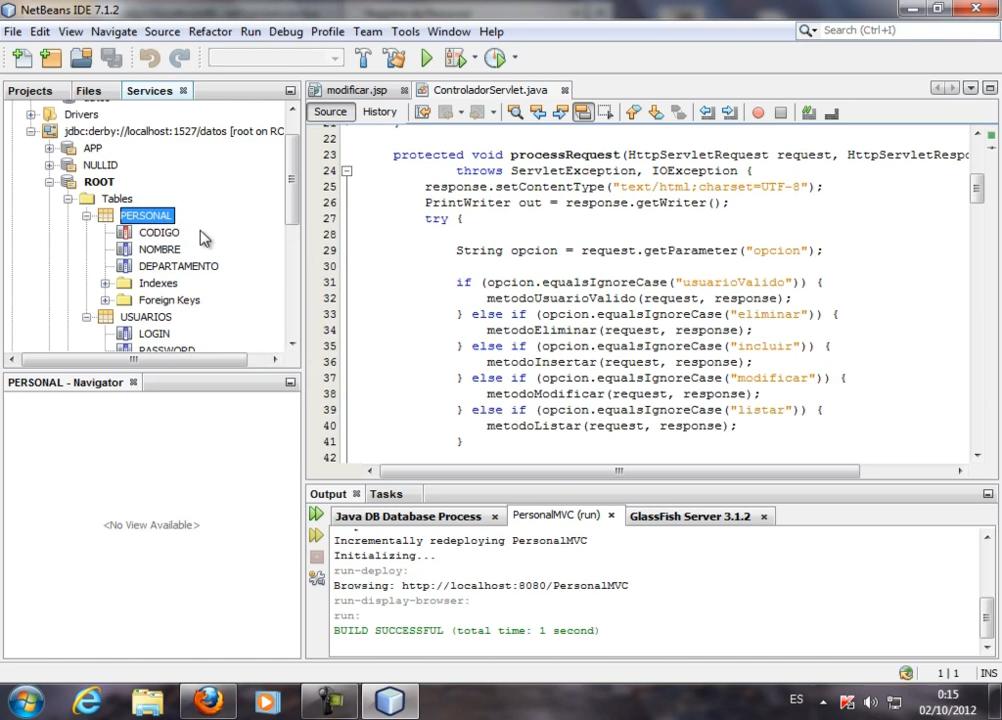 NetBeans IDE 7.1.2
File Edit View Navigate Source Refactor Run Debug Profile Team Tools Window Help
Search (Ctrl+I)
Projects Files Services
Drivers
jdbc:derby://localhost:1527/datos [root on RO
APP
NULLID
ROOT
Tables
PERSONAL
CODIGO
NOMBRE
DEPARTAMENTO
Indexes
Foreign Keys
USUARIOS
LOGIN
PASSWORD
PERSONAL - Navigator
<No View Available>
modificar.jsp ControladorServlet.java
Source History
22
23 protected void processRequest(HttpServletRequest request, HttpServletRespo
24 throws ServletException, IOException {
25 response.setContentType("text/html;charset=UTF-8");
26 PrintWriter out = response.getWriter();
27 try {
28
29 String opcion = request.getParameter("opcion");
30
31 if (opcion.equalsIgnoreCase("usuarioValido")) {
32 metodoUsuarioValido(request, response);
33 } else if (opcion.equalsIgnoreCase("eliminar")) {
34 metodoEliminar(request, response);
35 } else if (opcion.equalsIgnoreCase("incluir")) {
36 metodoInsertar(request, response);
37 } else if (opcion.equalsIgnoreCase("modificar")) {
38 metodoModificar(request, response);
39 } else if (opcion.equalsIgnoreCase("listar")) {
40 metodoListar(request, response);
41 }
42
Output Tasks
Java DB Database Process PersonalMVC (run) GlassFish Server 3.1.2
Incrementally redeploying PersonalMVC
Initializing...
run-deploy:
Browsing: http://localhost:8080/PersonalMVC
run-display-browser:
run:
BUILD SUCCESSFUL (total time: 1 second)
1|1 INS
ES
0:15
02/10/2012